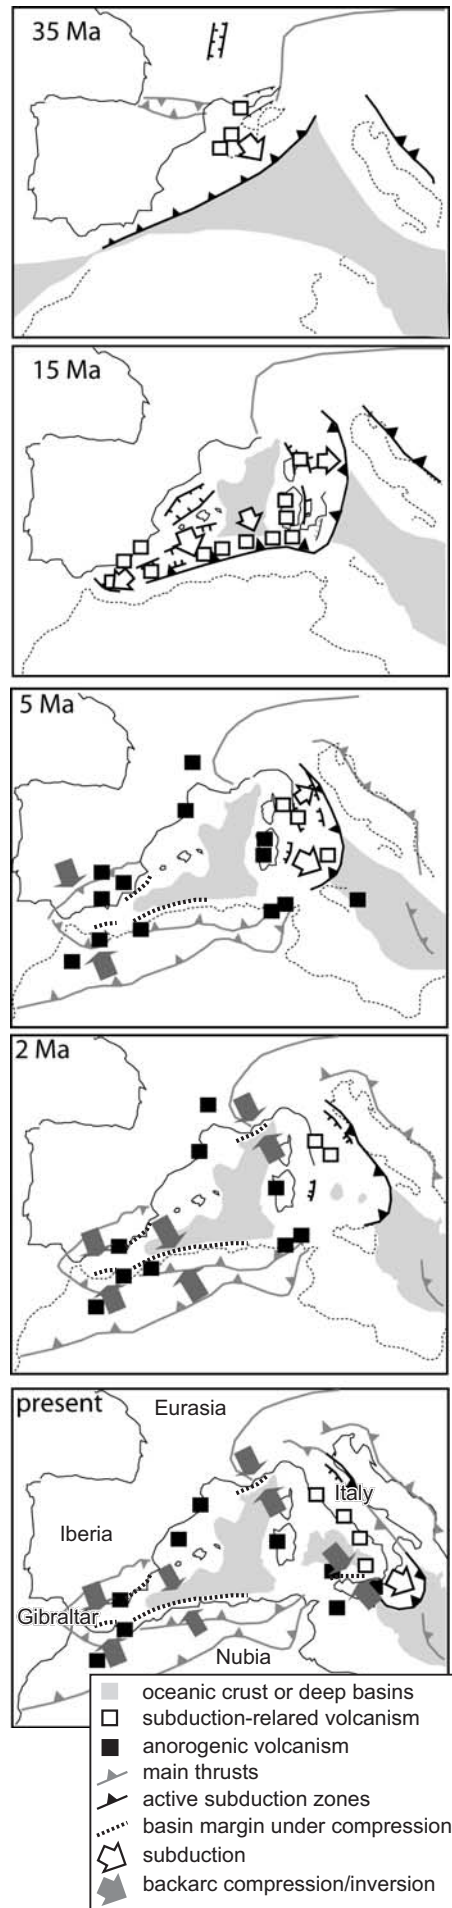 35 Ma
15 Ma
5 Ma
2 Ma
present
Eurasia
Italy
Iberia
Gibraltar
Nubia
oceanic crust or deep basins
subduction-relared volcanism
anorogenic volcanism
main thrusts
active subduction zones
basin margin under compression
subduction
backarc compression/inversion